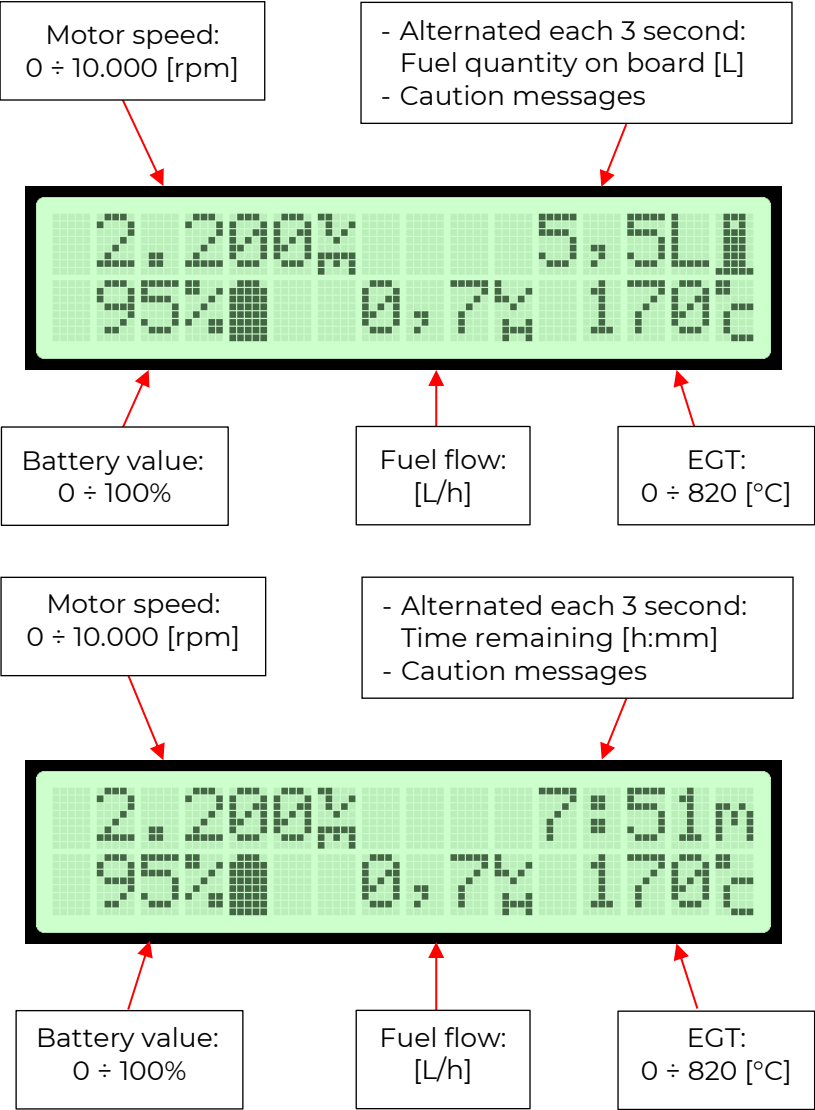 Motor speed:
0 ÷ 10.000 [rpm]
- Alternated each 3 second:
Fuel quantity on board [L]
- Caution messages
2.200 r/m 5,5L
95% 0,7 L/H 170°C
Battery value:
0 ÷ 100%
Fuel flow:
[L/h]
EGT:
0 ÷ 820 [°C]
Motor speed:
0 ÷ 10.000 [rpm]
- Alternated each 3 second:
Time remaining [h:mm]
- Caution messages
2.200 r/m 7:51m
95% 0,7 L/H 170°C
Battery value:
0 ÷ 100%
Fuel flow:
[L/h]
EGT:
0 ÷ 820 [°C]